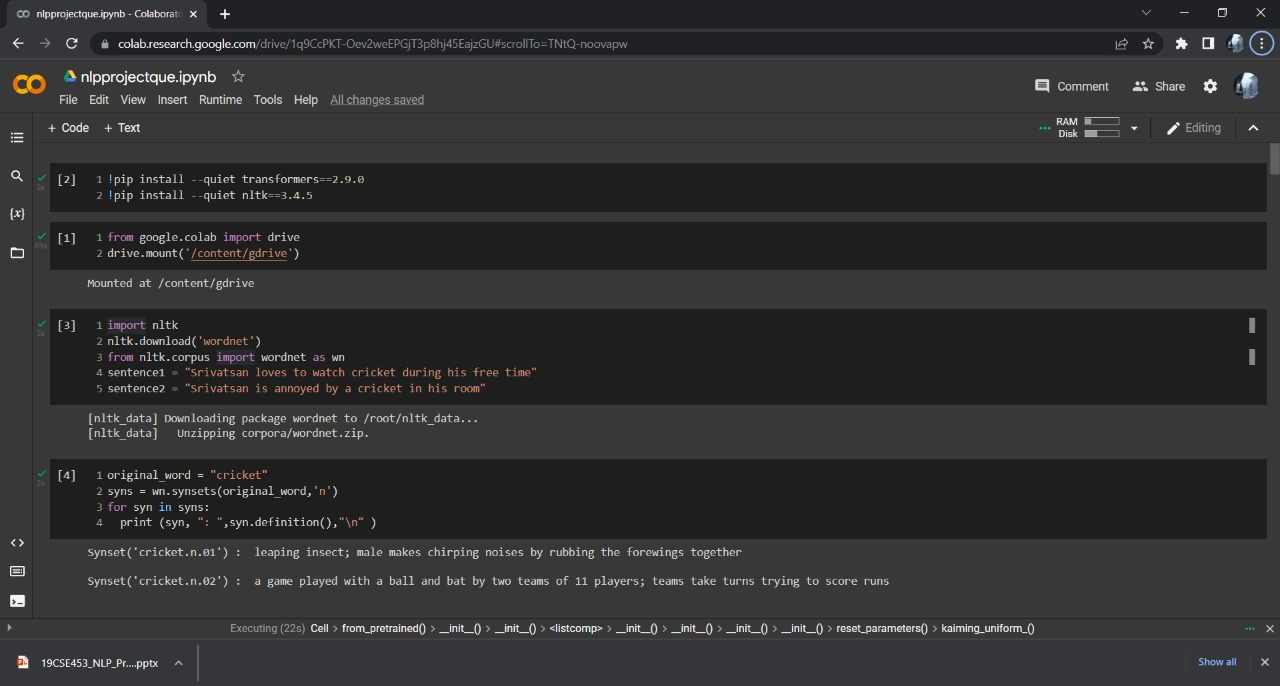 nlpprojectque.ipynb - Colaborato
colab.research.google.com/drive/1q9CcPKT-Oev2weEPGjT3p8hj45EajzGU#scrollTo=TNtQ-noovapw
CO nlpprojectque.ipynb
File Edit View Insert Runtime Tools Help All changes saved
Comment Share
+ Code + Text
RAM
Disk
Editing
[2] 1 !pip install --quiet transformers==2.9.0
2 !pip install --quiet nltk==3.4.5
[1] 1 from google.colab import drive
2 drive.mount('/content/gdrive')
Mounted at /content/gdrive
[3] 1 import nltk
2 nltk.download('wordnet')
3 from nltk.corpus import wordnet as wn
4 sentence1 = "Srivatsan loves to watch cricket during his free time"
5 sentence2 = "Srivatsan is annoyed by a cricket in his room"
[nltk_data] Downloading package wordnet to /root/nltk_data...
[nltk_data] Unzipping corpora/wordnet.zip.
[4] 1 original_word = "cricket"
2 syns = wn.synsets(original_word,'n')
3 for syn in syns:
4 print (syn, ": ",syn.definition(),"\n" )
Synset('cricket.n.01') : leaping insect; male makes chirping noises by rubbing the forewings together
Synset('cricket.n.02') : a game played with a ball and bat by two teams of 11 players; teams take turns trying to score runs
Executing (22s) Cell > from_pretrained() > __init__() > __init__() > <listcomp> > __init__() > __init__() > __init__() > __init__() > reset_parameters() > kaiming_uniform_()
19CSE453_NLP_Pr....pptx
Show all